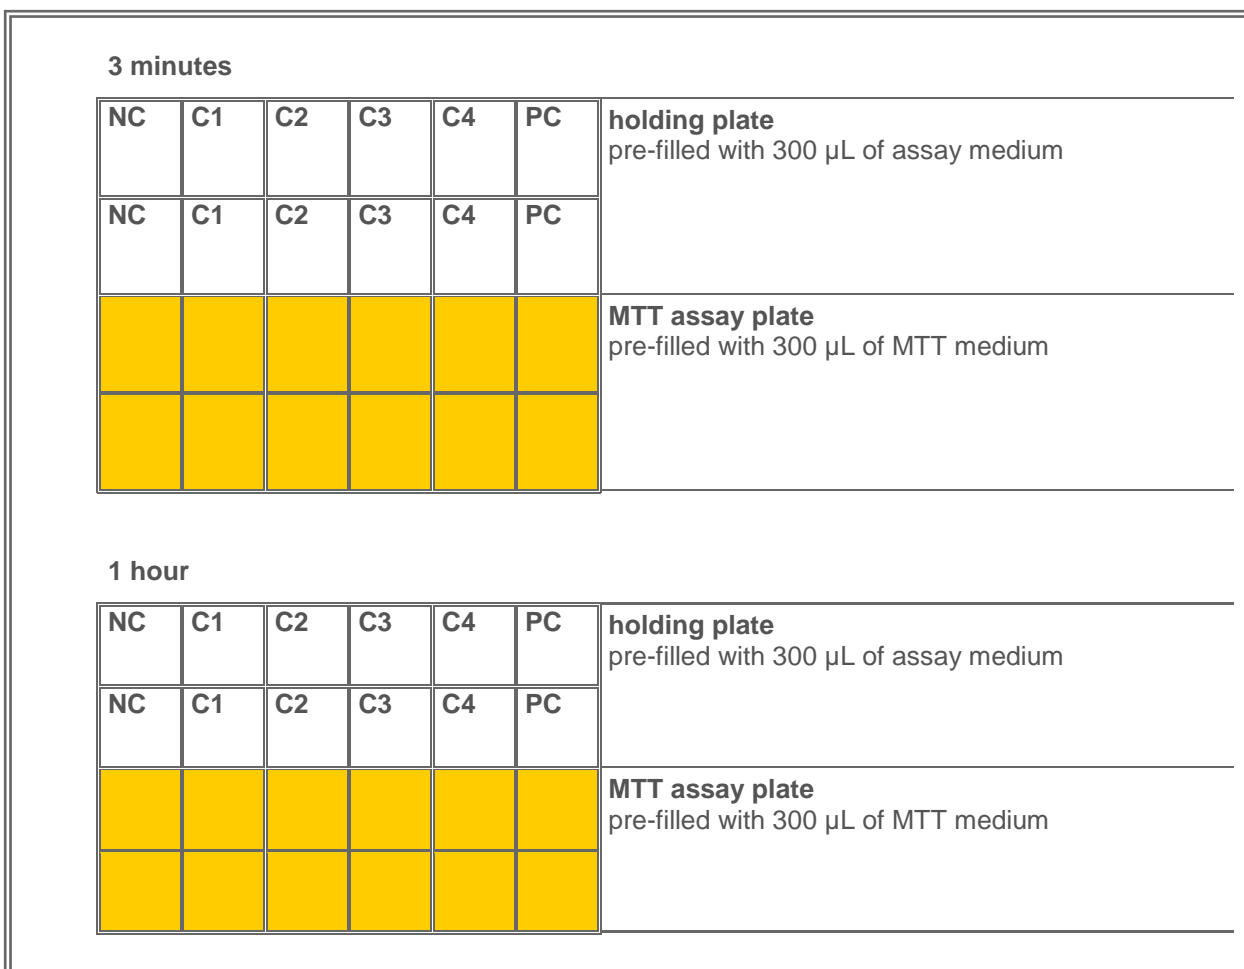 3 minutes
NC C1 C2 C3 C4 PC holding plate
pre-filled with 300 µL of assay medium
NC C1 C2 C3 C4 PC
MTT assay plate
pre-filled with 300 µL of MTT medium
1 hour
NC C1 C2 C3 C4 PC holding plate
pre-filled with 300 µL of assay medium
NC C1 C2 C3 C4 PC
MTT assay plate
pre-filled with 300 µL of MTT medium